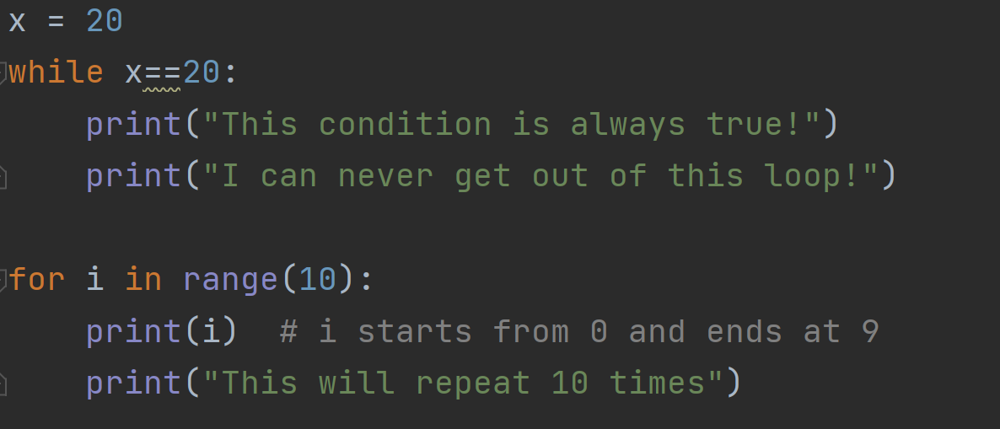 x = 20
while x==20:
    print("This condition is always true!")
    print("I can never get out of this loop!")
for i in range(10):
    print(i)  # i starts from 0 and ends at 9
    print("This will repeat 10 times")